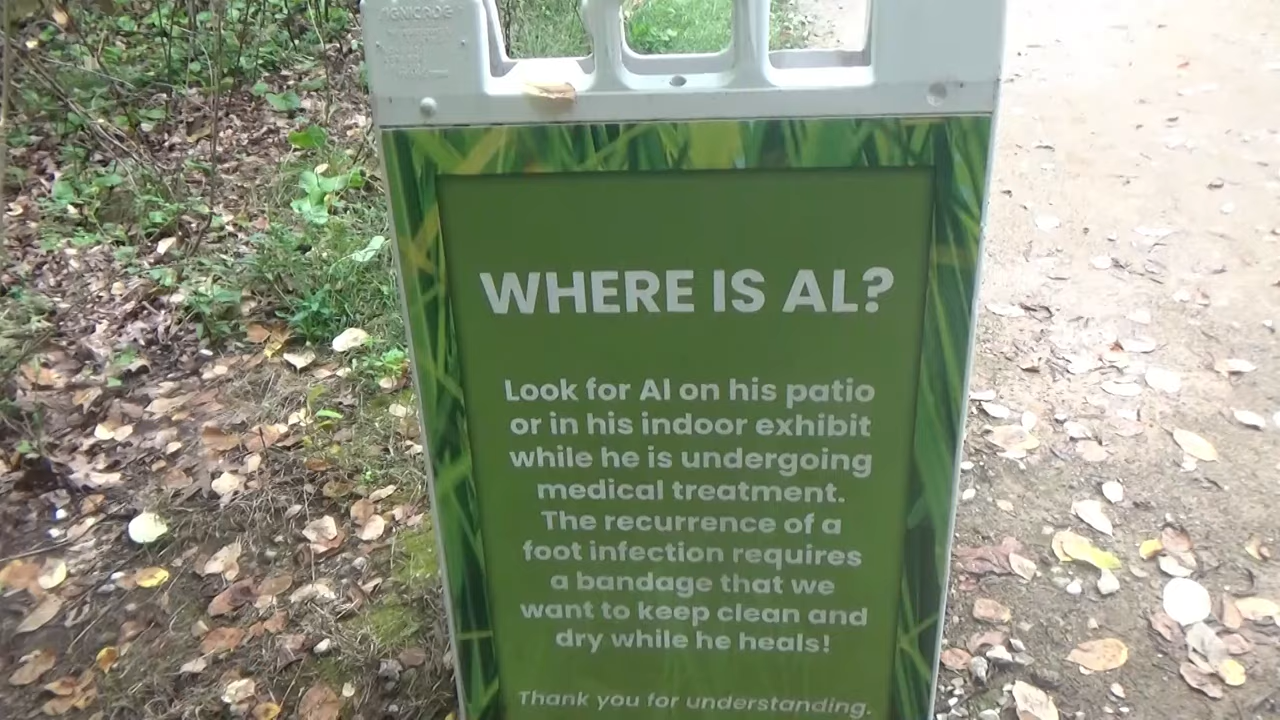 WHERE IS AL?
Look for Al on his patio
or in his indoor exhibit
while he is undergoing
medical treatment.
The recurrence of a
foot infection requires
a bandage that we
want to keep clean and
dry while he heals!
Thank you for understanding.